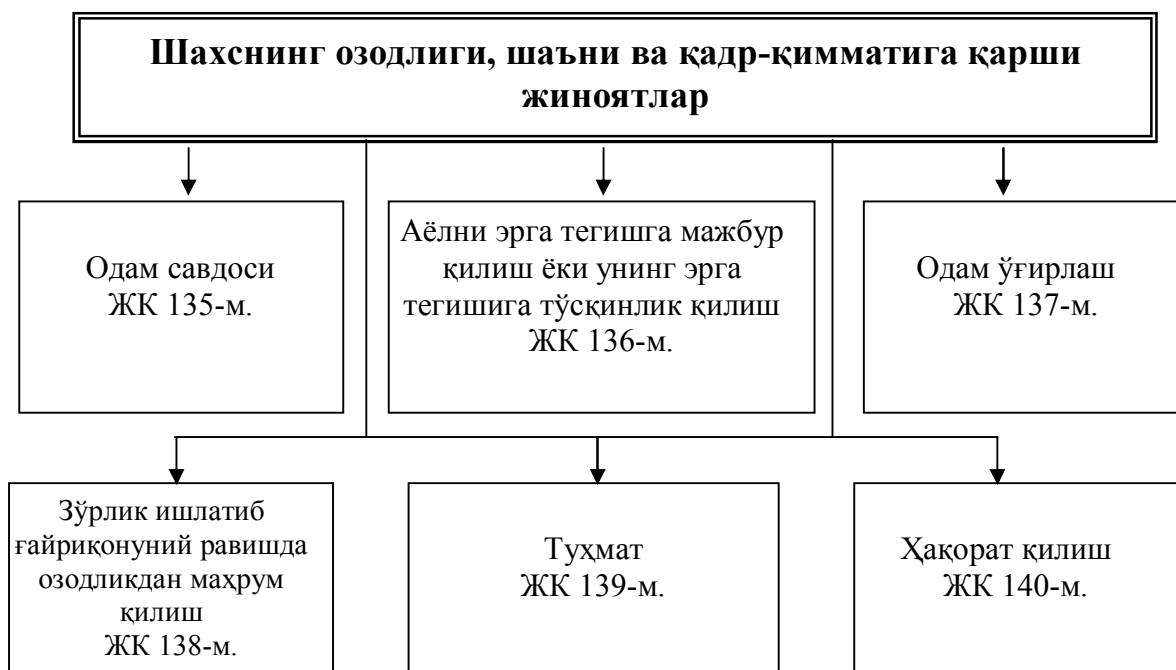 Шахснинг озодлиги, шаъни ва қадр-қимматига қарши
жиноятлар
Одам савдоси
ЖК 135-м.
Аёлни эрга тегишга мажбур
қилиш ёки унинг эрга
тегишига тўсқинлик қилиш
ЖК 136-м.
Одам ўғирлаш
ЖК 137-м.
Зўрлик ишлатиб
ғайриқонуний равишда
озодликдан маҳрум
қилиш
ЖК 138-м.
Туҳмат
ЖК 139-м.
Ҳақорат қилиш
ЖК 140-м.